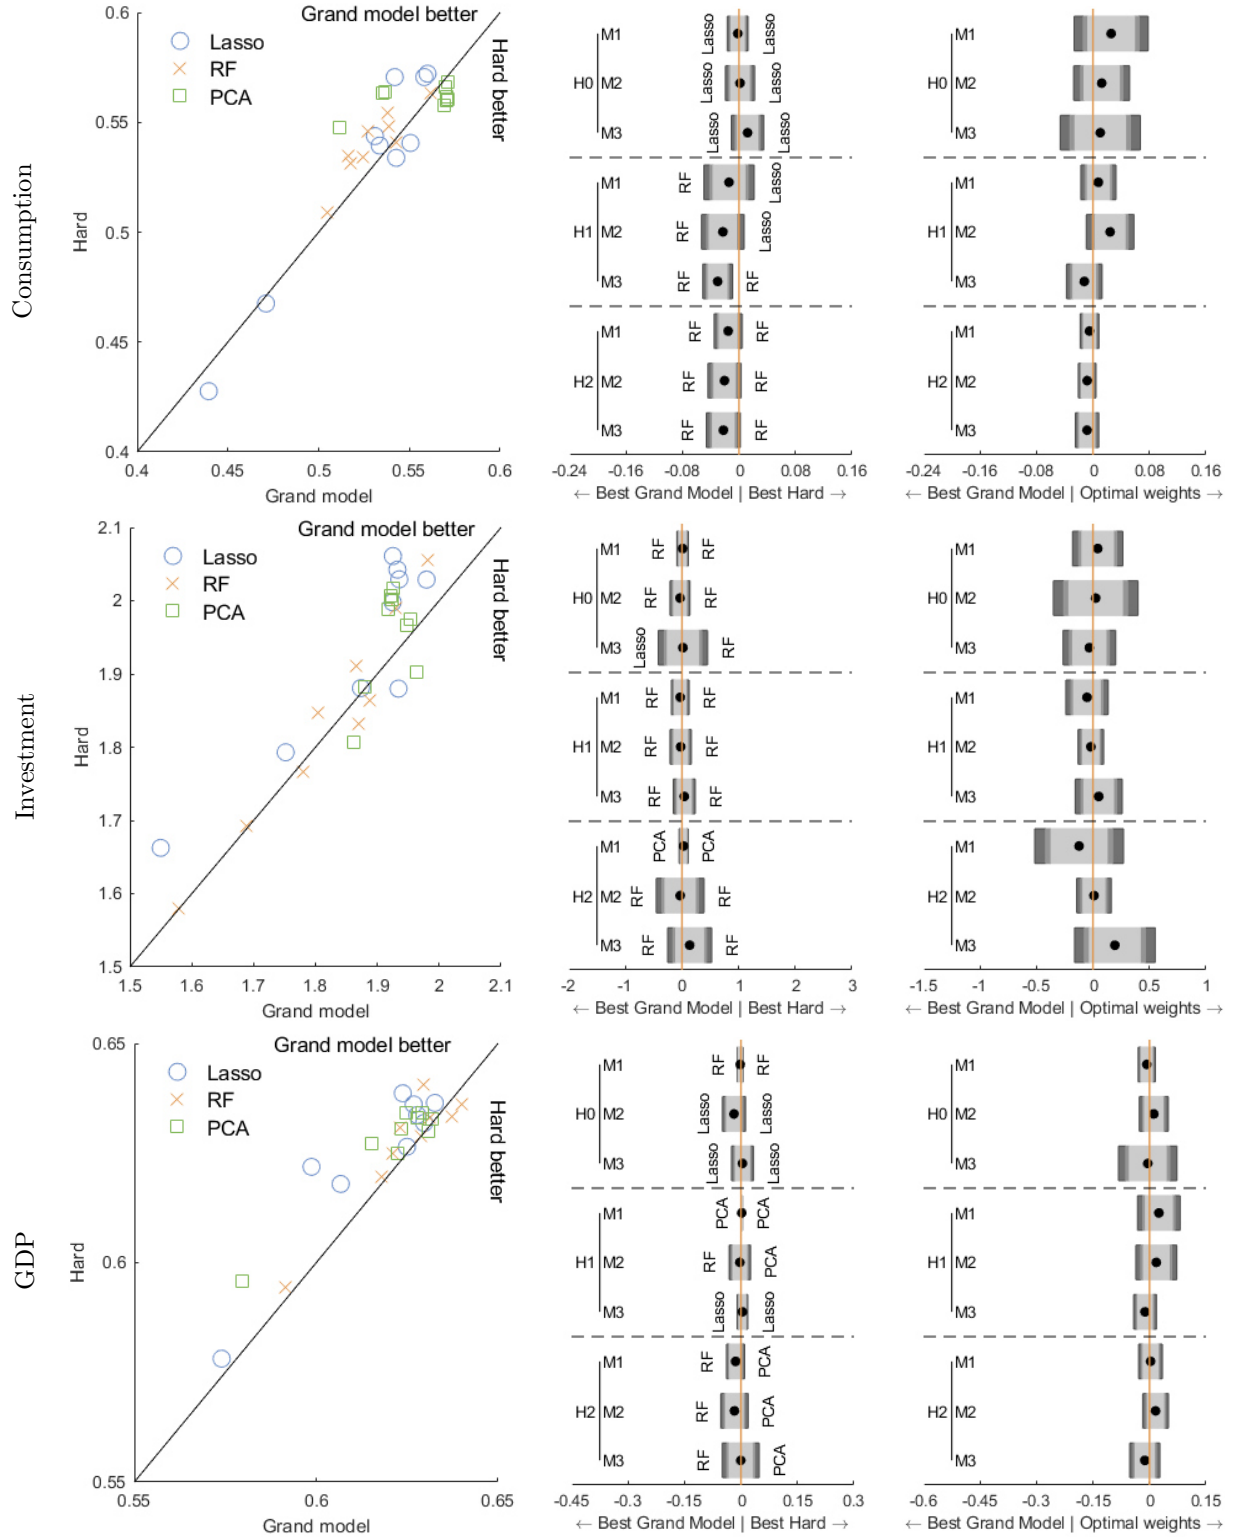 Consumption
Grand model better
Hard better
Lasso
RF
PCA
0.6
0.55
0.5
0.45
0.4
Hard
0.4
0.45
0.5
0.55
0.6
Grand model
H0
M1
Lasso
Lasso
M2
Lasso
Lasso
M3
Lasso
Lasso
H1
M1
RF
Lasso
M2
RF
Lasso
M3
RF
RF
H2
M1
RF
RF
M2
RF
RF
M3
RF
RF
-0.24
-0.16
-0.08
0
0.08
0.16
← Best Grand Model | Best Hard →
H0
M1
M2
M3
H1
M1
M2
M3
H2
M1
M2
M3
-0.24
-0.16
-0.08
0
0.08
0.16
← Best Grand Model | Optimal weights →
Investment
Grand model better
Hard better
Lasso
RF
PCA
2.1
2
1.9
1.8
1.7
1.6
1.5
Hard
1.5
1.6
1.7
1.8
1.9
2
2.1
Grand model
H0
M1
RF
RF
M2
RF
RF
M3
Lasso
RF
H1
M1
RF
RF
M2
RF
RF
M3
RF
RF
H2
M1
PCA
PCA
M2
RF
RF
M3
RF
RF
-2
-1
0
1
2
3
← Best Grand Model | Best Hard →
H0
M1
M2
M3
H1
M1
M2
M3
H2
M1
M2
M3
-1.5
-1
-0.5
0
0.5
1
← Best Grand Model | Optimal weights →
GDP
Grand model better
Hard better
Lasso
RF
PCA
0.65
0.6
0.55
Hard
0.55
0.6
0.65
Grand model
H0
M1
RF
RF
M2
Lasso
Lasso
M3
Lasso
Lasso
H1
M1
PCA
PCA
M2
RF
PCA
M3
Lasso
Lasso
H2
M1
RF
PCA
M2
RF
PCA
M3
RF
PCA
-0.45
-0.3
-0.15
0
0.15
0.3
← Best Grand Model | Best Hard →
H0
M1
M2
M3
H1
M1
M2
M3
H2
M1
M2
M3
-0.6
-0.45
-0.3
-0.15
0
0.15
← Best Grand Model | Optimal weights →